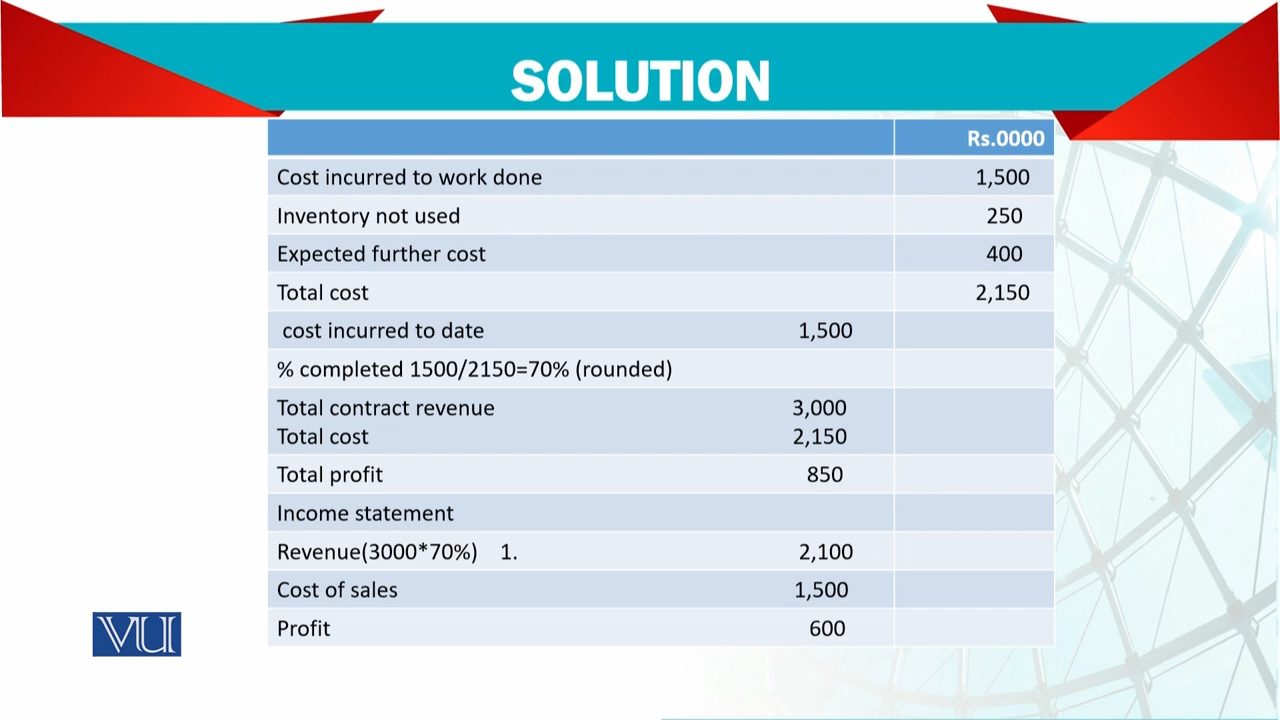 SOLUTION
Rs.0000
Cost incurred to work done 1,500
Inventory not used 250
Expected further cost 400
Total cost 2,150
cost incurred to date 1,500
% completed 1500/2150=70% (rounded)
Total contract revenue 3,000
Total cost 2,150
Total profit 850
Income statement
Revenue(3000*70%) 1. 2,100
Cost of sales 1,500
Profit 600
VU